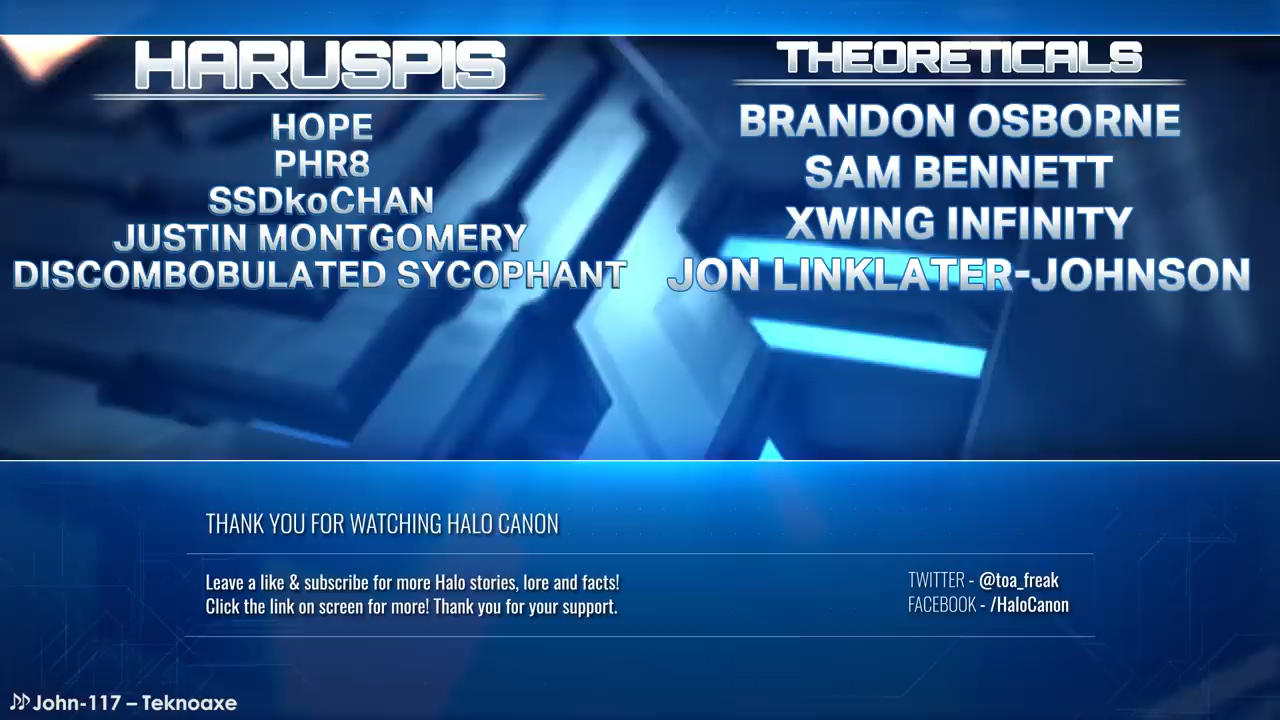 HARUSPIS
HOPE
PHR8
SSDkoCHAN
JUSTIN MONTGOMERY
DISCOMBOBULATED SYCOPHANT
THEORETICALS
BRANDON OSBORNE
SAM BENNETT
XWING INFINITY
JON LINKLATER-JOHNSON
THANK YOU FOR WATCHING HALO CANON
Leave a like & subscribe for more Halo stories, lore and facts!
Click the link on screen for more! Thank you for your support.
TWITTER - @toa_freak
FACEBOOK - /HaloCanon
John-117 – Teknoaxe